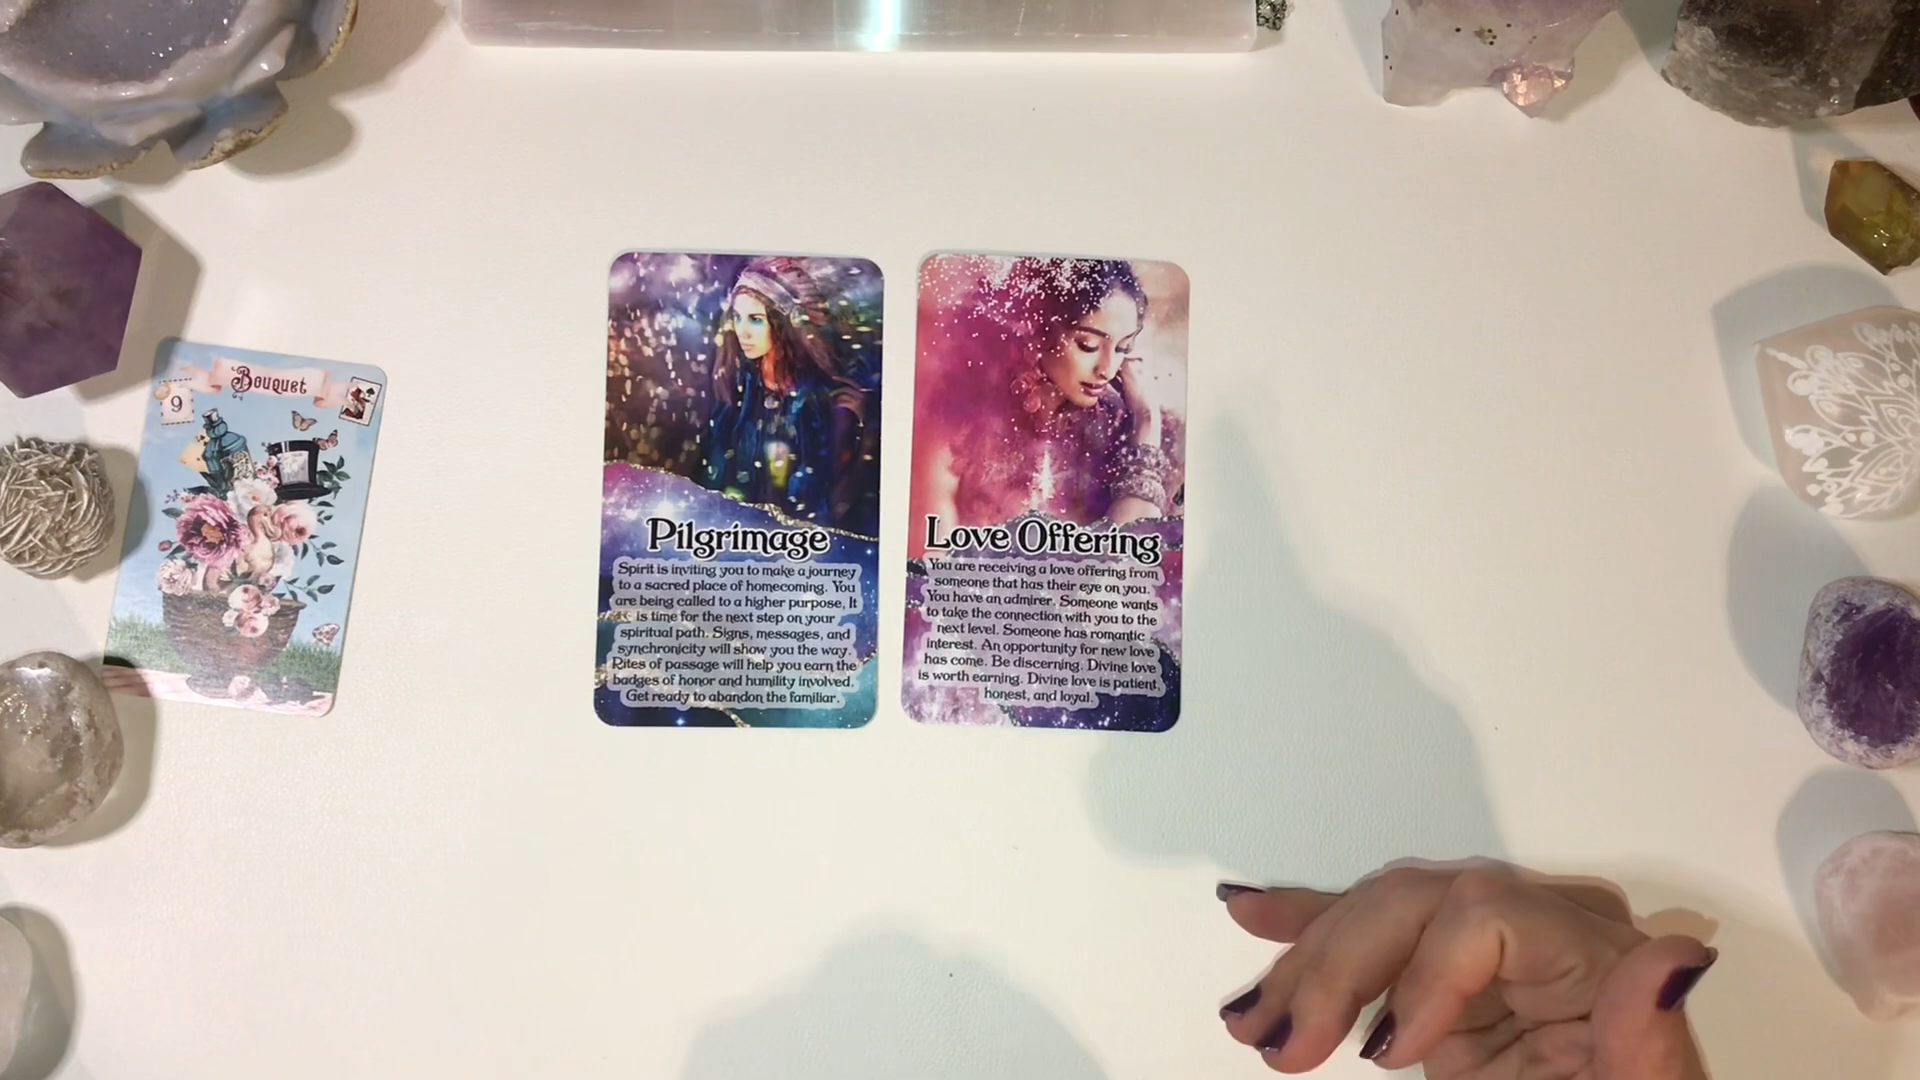 Bouquet
9
Pilgrimage
Spirit is inviting you to make a journey
to a sacred place of homecoming. You
are being called to a higher purpose, It
is time for the next step on your
spiritual path. Signs, messages, and
synchronicity will show you the way.
Rites of passage will help you earn the
badges of honor and humility involved.
Get ready to abandon the familiar.
Love Offering
You are receiving a love offering from
someone that has their eye on you.
You have an admirer. Someone wants
to take the connection with you to the
next level. Someone has romantic
interest. An opportunity for new love
has come. Be discerning. Divine love
is worth earning. Divine love is patient,
honest, and loyal.